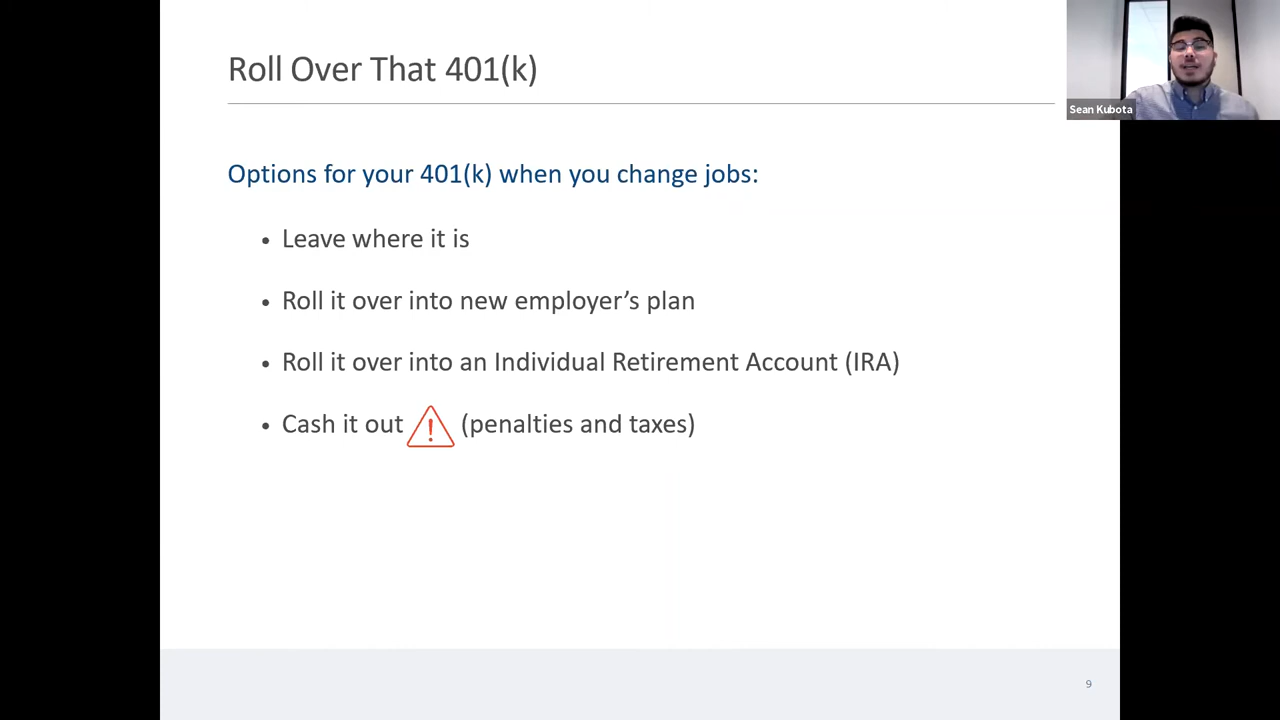 Roll Over That 401(k)
Sean Kubota
Options for your 401(k) when you change jobs:
• Leave where it is
• Roll it over into new employer’s plan
• Roll it over into an Individual Retirement Account (IRA)
• Cash it out ! (penalties and taxes)
9